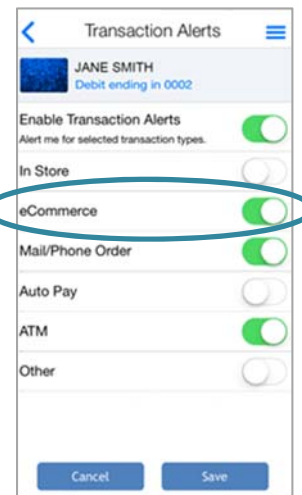 Transaction Alerts
JANE SMITH
Debit ending in 0002
Enable Transaction Alerts
Alert me for selected transaction types.
In Store
eCommerce
Mail/Phone Order
Auto Pay
ATM
Other
Cancel Save